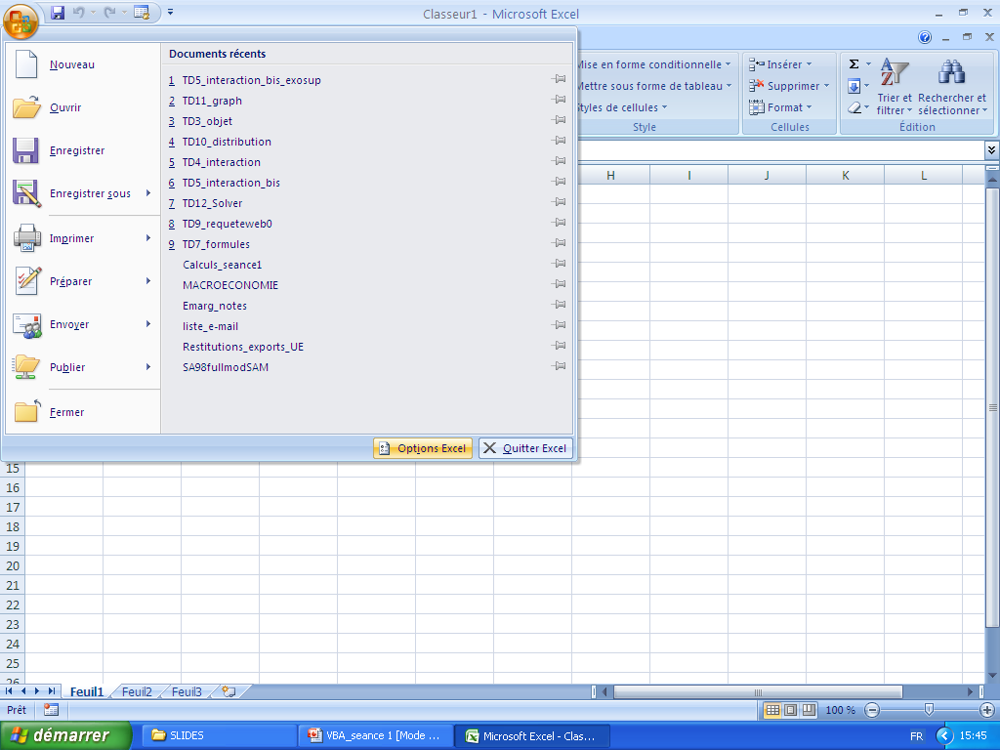 Classeur1 - Microsoft Excel
Nouveau
Ouvrir
Enregistrer
Enregistrer sous
Imprimer
Préparer
Envoyer
Publier
Fermer
Documents récents
1 TD5_interaction_bis_exosup
2 TD11_graph
3 TD3_objet
4 TD10_distribution
5 TD4_interaction
6 TD5_interaction_bis
7 TD12_Solver
8 TD9_requeteweb0
9 TD7_formules
Calculs_seance1
MACROECONOMIE
Emarg_notes
liste_e-mail
Restitutions_exports_UE
SA98fullmodSAM
Options Excel
Quitter Excel
Mise en forme conditionnelle
Mettre sous forme de tableau
Styles de cellules
Style
Insérer
Supprimer
Format
Cellules
Σ
Trier et
filtrer
Rechercher et
sélectionner
Édition
H I J K L
15
16
17
18
19
20
21
22
23
24
25
26
Feuil1 Feuil2 Feuil3
Prêt
100 %
démarrer
SLIDES
VBA_seance 1 [Mode ...
Microsoft Excel - Clas...
FR
15:45